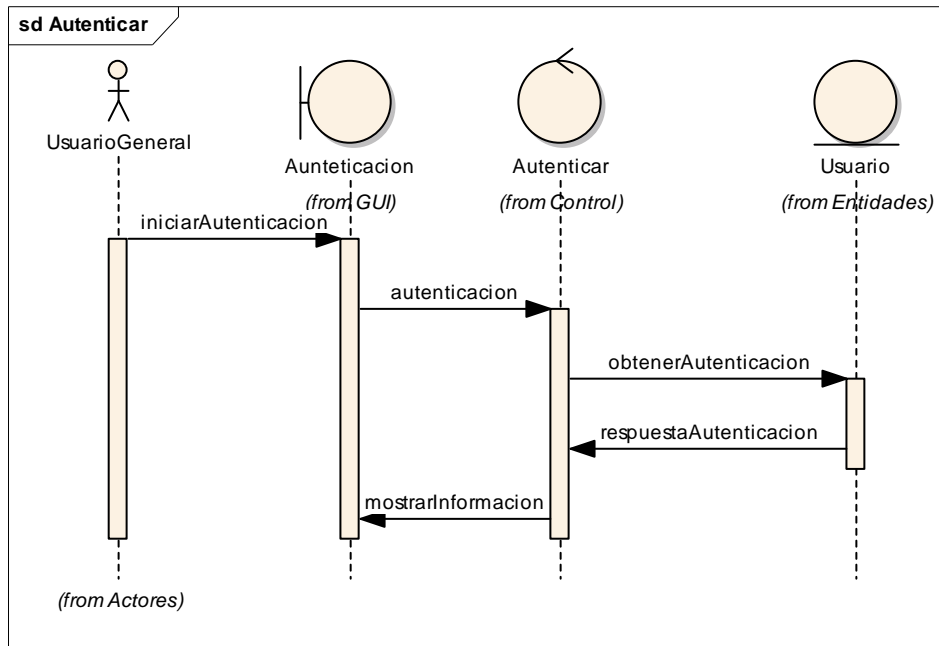 sd Autenticar
UsuarioGeneral
Aunteticacion
(from GUI)
Autenticar
(from Control)
Usuario
(from Entidades)
iniciarAutenticacion
autenticacion
obtenerAutenticacion
respuestaAutenticacion
mostrarInformacion
(from Actores)